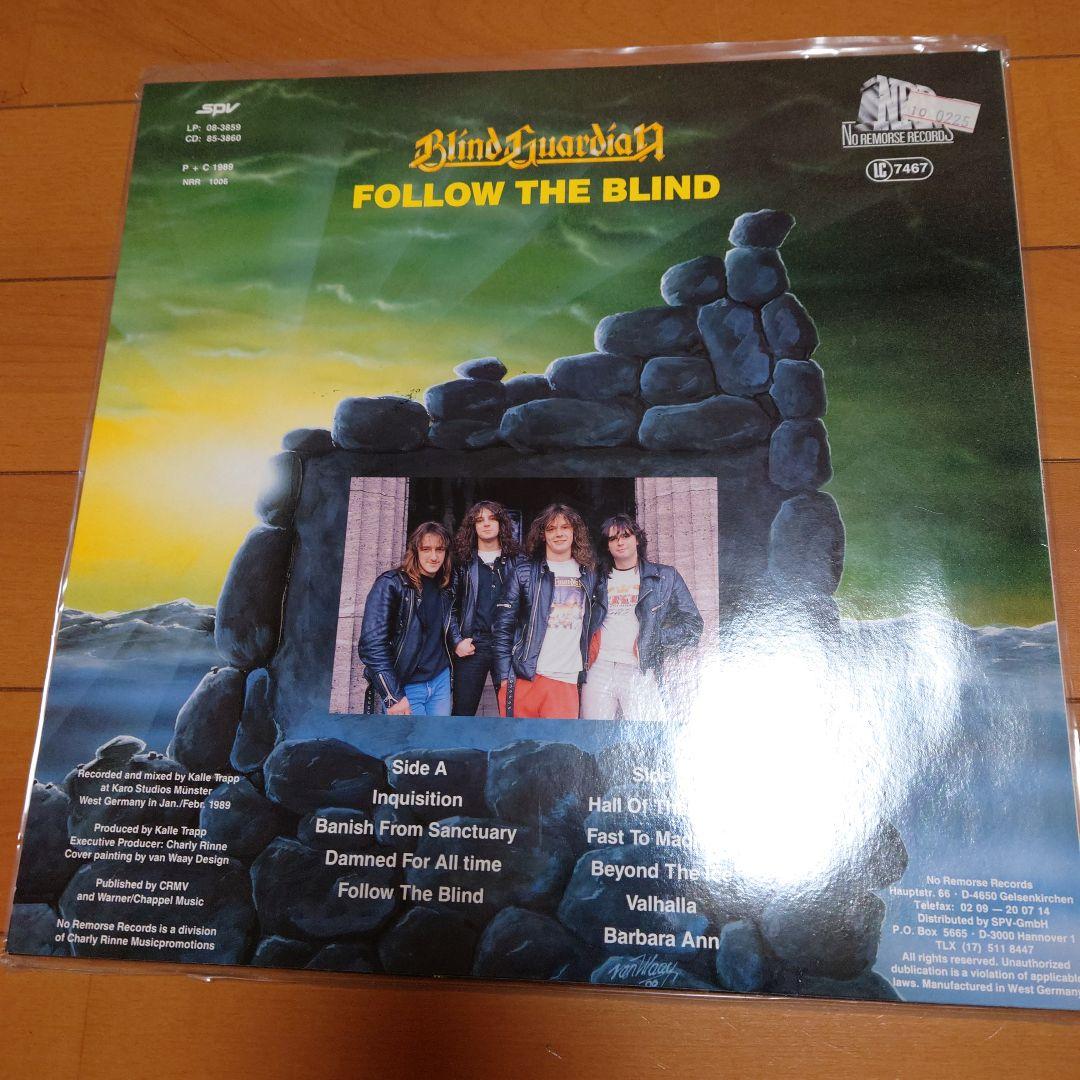 spv
LP: 08-3859
CD: 85-3860
P + C 1989
NRR 1006
Blind Guardian
FOLLOW THE BLIND
10 0225
NO REMORSE RECORDS
LC 7467
Guardian
Recorded and mixed by Kalle Trapp
at Karo Studios Münster
West Germany in Jan./Febr. 1989
Produced by Kalle Trapp
Executive Producer: Charly Rinne
Cover painting by van Waay Design
Published by CRMV
and Warner/Chappel Music
No Remorse Records is a division
of Charly Rinne Musicpromotions
Side A
Inquisition
Banish From Sanctuary
Damned For All time
Follow The Blind
Side
Hall Of
Fast To
Beyond The
Valhalla
Barbara Ann
van Waay
No Remorse Records
Hauptstr. 66 · D-4650 Gelsenkirchen
Telefax: 02 09 — 20 07 14
Distributed by SPV-GmbH
P.O. Box 5665 · D-3000 Hannover 1
TLX (17) 511 8447
All rights reserved. Unauthorized
dublication is a violation of applicable
laws. Manufactured in West Germany